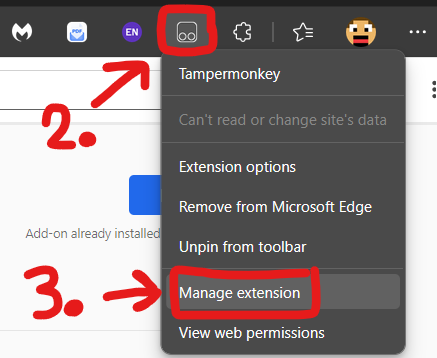 EN
2.
Tampermonkey
Can't read or change site's data
Extension options
Remove from Microsoft Edge
Add-on already installed
Unpin from toolbar
3.
Manage extension
View web permissions